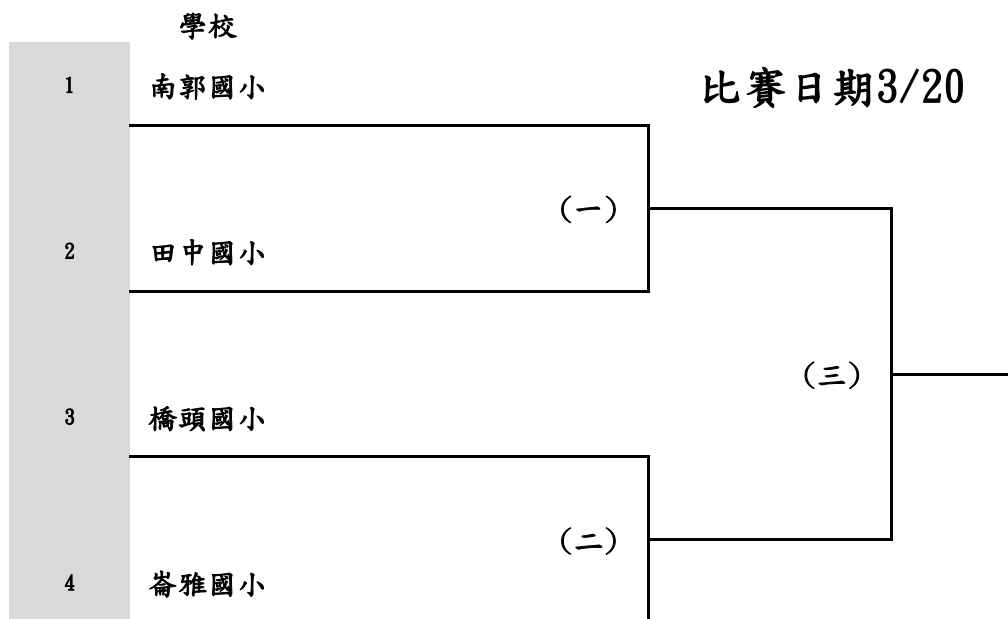 學校
1 南郭國小
比賽日期3/20
(一)
2 田中國小
(三)
3 橋頭國小
(二)
4 崙雅國小